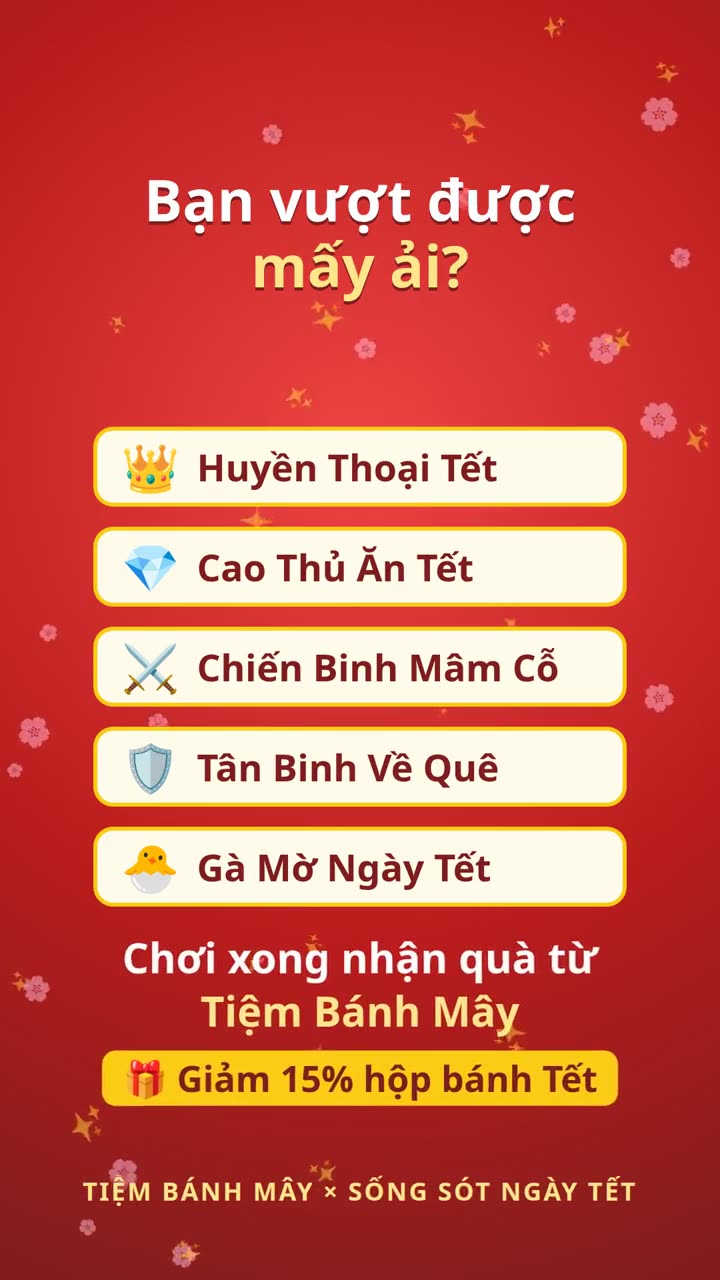 Bạn vượt được
mấy ải?
👑 Huyền Thoại Tết
💎 Cao Thủ Ăn Tết
⚔️ Chiến Binh Mâm Cỗ
🛡️ Tân Binh Về Quê
🐣 Gà Mờ Ngày Tết
Chơi xong nhận quà từ
Tiệm Bánh Mây
🎁 Giảm 15% hộp bánh Tết
TIỆM BÁNH MÂY × SỐNG SÓT NGÀY TẾT